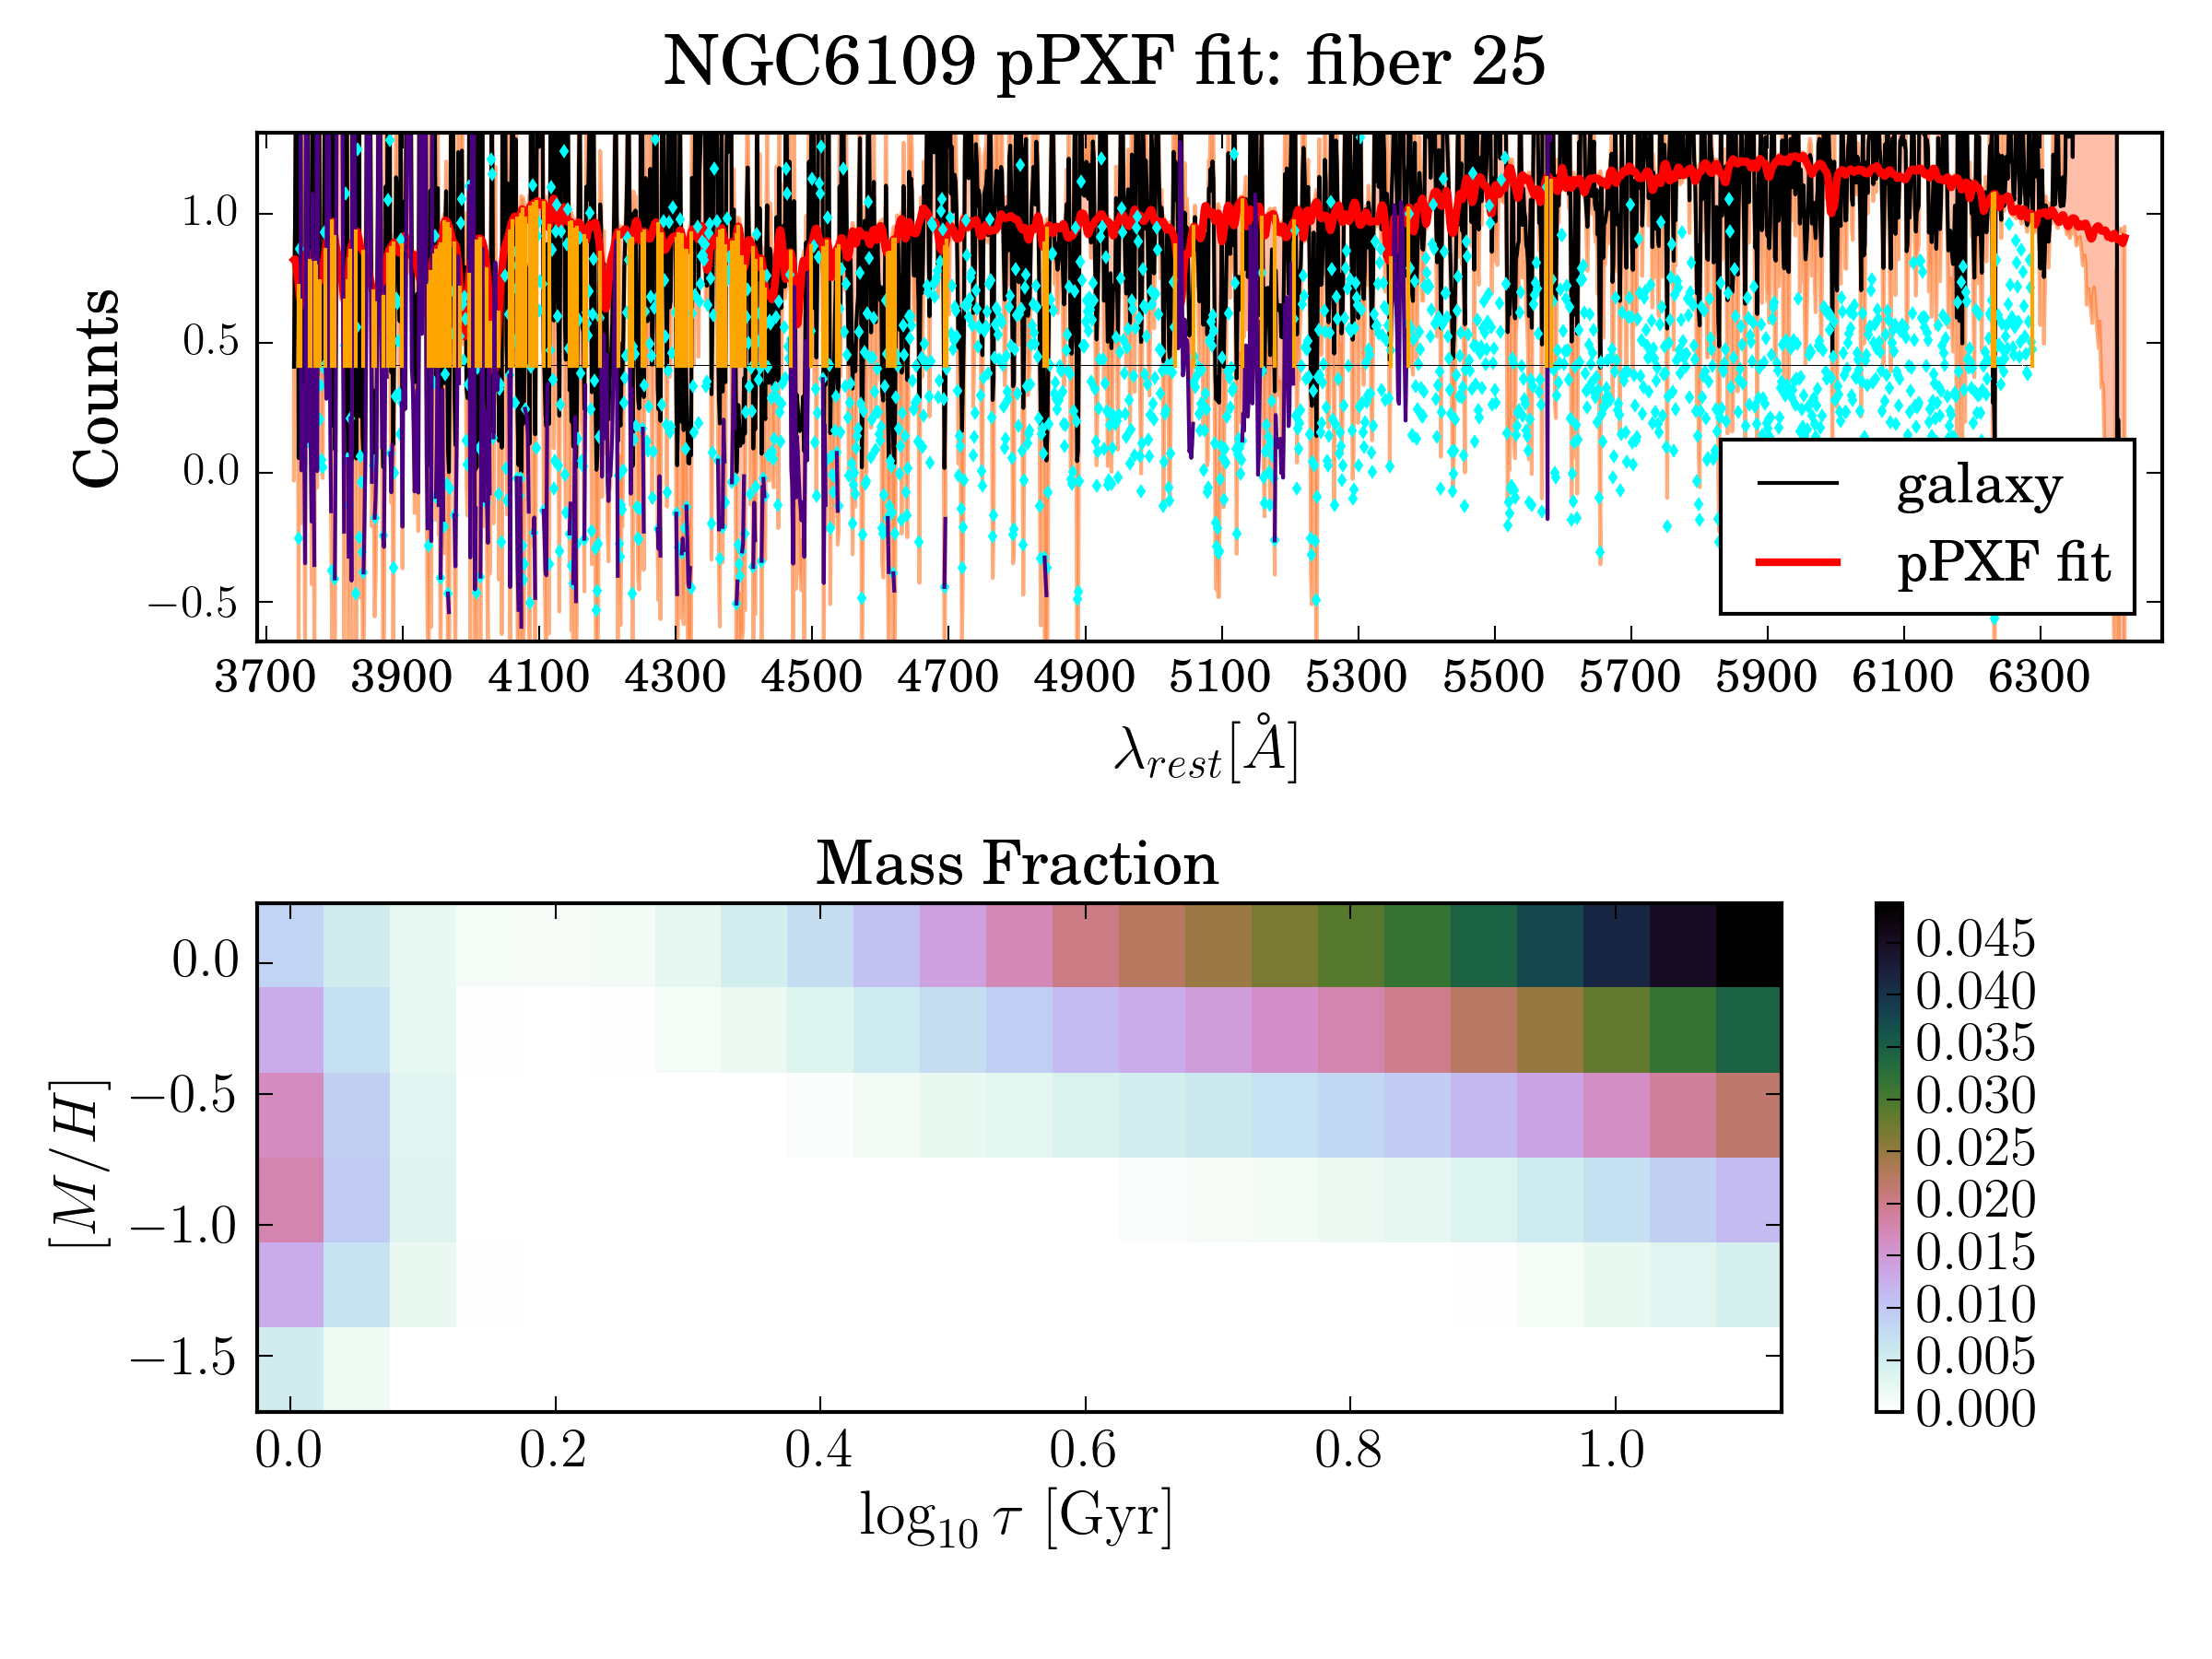 NGC6109 pPXF fit: fiber 25
Counts
1.0
0.5
0.0
−0.5
galaxy
pPXF fit
3700 3900 4100 4300 4500 4700 4900 5100 5300 5500 5700 5900 6100 6300
λrest[Å]
Mass Fraction
[M/H]
0.0
−0.5
−1.0
−1.5
0.0 0.2 0.4 0.6 0.8 1.0
log10 τ [Gyr]
0.045
0.040
0.035
0.030
0.025
0.020
0.015
0.010
0.005
0.000